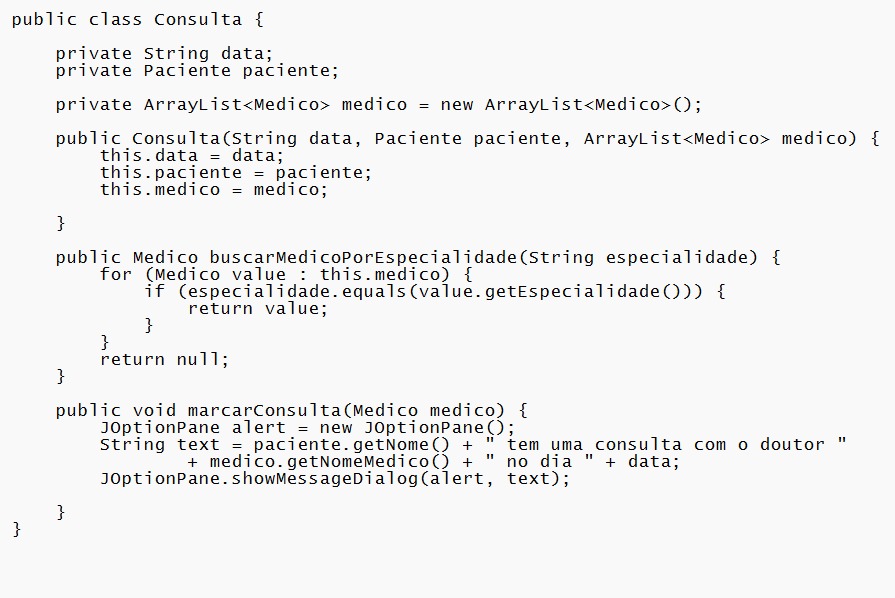 public class Consulta {
private String data;
private Paciente paciente;
private ArrayList<Medico> medico = new ArrayList<Medico>();
public Consulta(String data, Paciente paciente, ArrayList<Medico> medico) {
this.data = data;
this.paciente = paciente;
this.medico = medico;
}
public Medico buscarMedicoPorEspecialidade(String especialidade) {
for (Medico value : this.medico) {
if (especialidade.equals(value.getEspecialidade())) {
return value;
}
}
return null;
}
public void marcarConsulta(Medico medico) {
JOptionPane alert = new JOptionPane();
String text = paciente.getNome() + " tem uma consulta com o doutor "
+ medico.getNomeMedico() + " no dia " + data;
JOptionPane.showMessageDialog(alert, text);
}
}